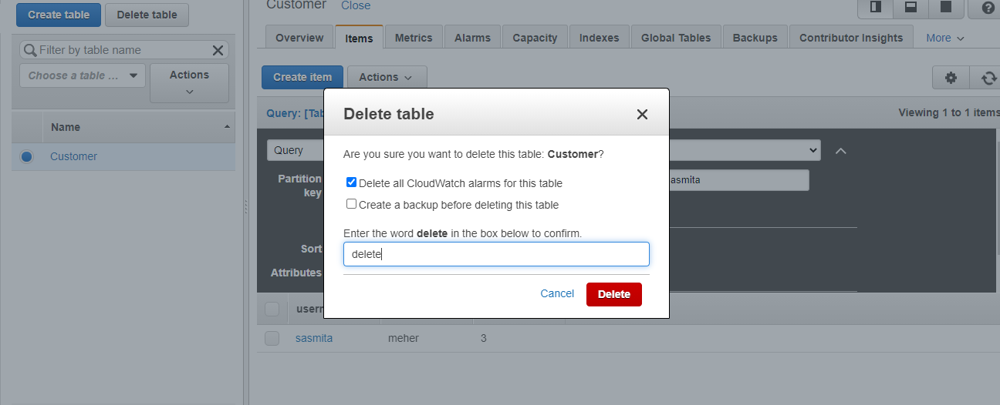 Create table
Delete table
Filter by table name
Choose a table ...
Actions
Name
Customer
Customer Close
Overview Items Metrics Alarms Capacity Indexes Global Tables Backups Contributor Insights More
Create item Actions
Query: [Tab
Viewing 1 to 1 items
Query
Partition key
asmita
Sort
Attributes
Delete table
Are you sure you want to delete this table: Customer?
Delete all CloudWatch alarms for this table
Create a backup before deleting this table
Enter the word delete in the box below to confirm.
delete
Cancel Delete
sasmita meher 3